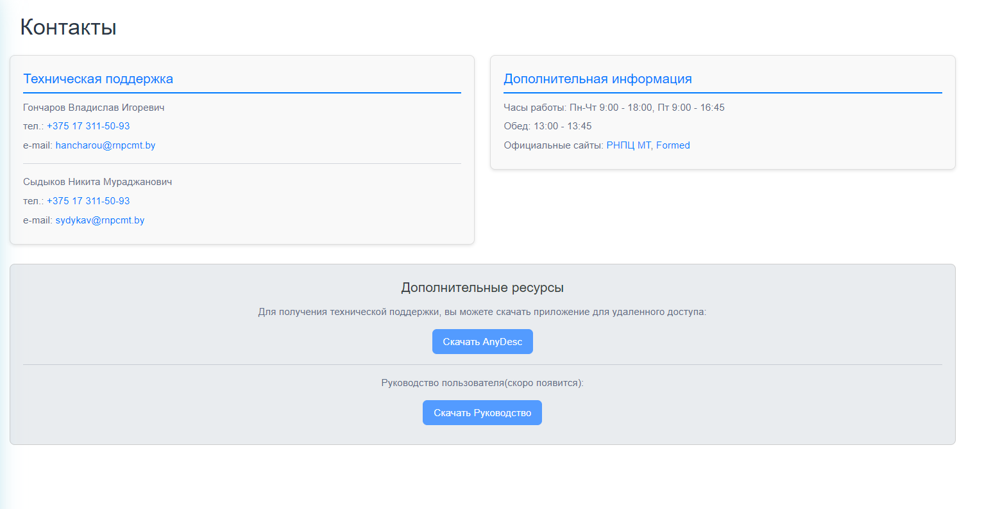 Контакты
Техническая поддержка
Гончаров Владислав Игоревич
тел.: +375 17 311-50-93
e-mail: hancharou@rnpcmt.by
Сыдыков Никита Мураджанович
тел.: +375 17 311-50-93
e-mail: sydykav@rnpcmt.by
Дополнительная информация
Часы работы: Пн-Чт 9:00 - 18:00, Пт 9:00 - 16:45
Обед: 13:00 - 13:45
Официальные сайты: РНПЦ МТ, Formed
Дополнительные ресурсы
Для получения технической поддержки, вы можете скачать приложение для удаленного доступа:
Скачать AnyDesc
Руководство пользователя(скоро появится):
Скачать Руководство